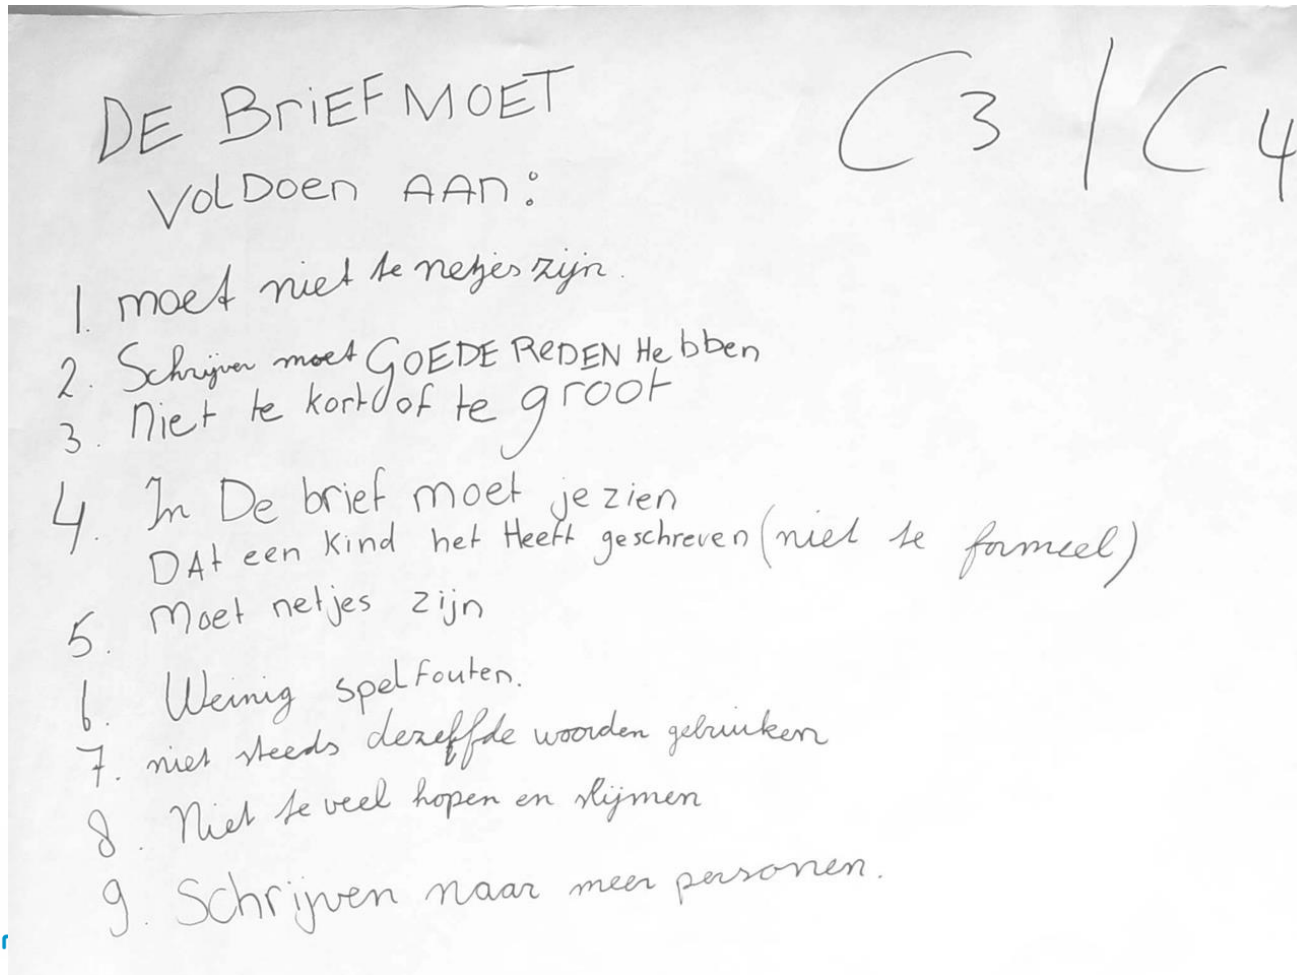 DE BriEF MOET
C3 / C4
VolDoen AAn:
1. moet niet te netjes zijn.
2. Schrijver moet GOEDE ReDEN Hebben
3. niet te kort of te groot
4. In De brief moet je zien
DAt een kind het Heeft geschreven (niet te formeel)
5. Moet netjes zijn
6. Weinig spelfouten.
7. niet steeds dezeffde woorden gebruiken
8. Niet te veel hopen en slijmen
9. Schrijven naar meer personen.